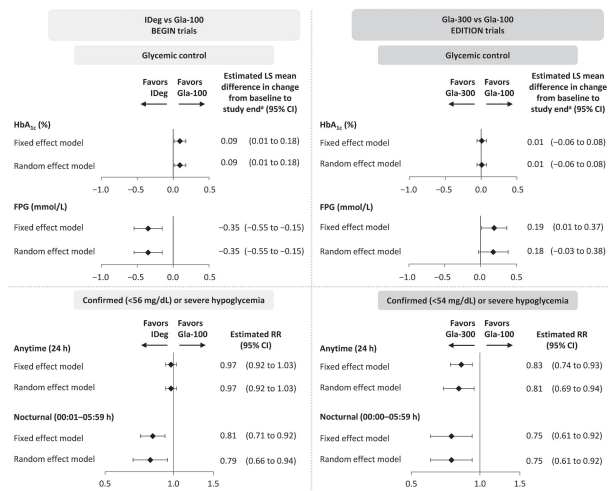 IDeg vs Gla-100
BEGIN trials
Glycemic control
Favors
IDeg
Favors
Gla-100
Estimated LS mean
difference in change
from baseline to
study endᵃ (95% CI)
HbA₁c (%)
Fixed effect model 0.09 (0.01 to 0.18)
Random effect model 0.09 (0.01 to 0.18)
−1.0 −0.5 0.0 0.5
FPG (mmol/L)
Fixed effect model −0.35 (−0.55 to −0.15)
Random effect model −0.35 (−0.55 to −0.15)
−1.0 −0.5 0.0 0.5
Gla-300 vs Gla-100
EDITION trials
Glycemic control
Favors
Gla-300
Favors
Gla-100
Estimated LS mean
difference in change
from baseline to
study endᵃ (95% CI)
HbA₁c (%)
Fixed effect model 0.01 (−0.06 to 0.08)
Random effect model 0.01 (−0.06 to 0.08)
−1.0 −0.5 0.0 0.5
FPG (mmol/L)
Fixed effect model 0.19 (0.01 to 0.37)
Random effect model 0.18 (−0.03 to 0.38)
−1.0 −0.5 0.0 0.5
Confirmed (<56 mg/dL) or severe hypoglycemia
Favors
IDeg
Favors
Gla-100
Estimated RR
(95% CI)
Anytime (24 h)
Fixed effect model 0.97 (0.92 to 1.03)
Random effect model 0.97 (0.92 to 1.03)
Nocturnal (00:01–05:59 h)
Fixed effect model 0.81 (0.71 to 0.92)
Random effect model 0.79 (0.66 to 0.94)
0.5 1.0 1.5
Confirmed (<54 mg/dL) or severe hypoglycemia
Favors
Gla-300
Favors
Gla-100
Estimated RR
(95% CI)
Anytime (24 h)
Fixed effect model 0.83 (0.74 to 0.93)
Random effect model 0.81 (0.69 to 0.94)
Nocturnal (00:00–05:59 h)
Fixed effect model 0.75 (0.61 to 0.92)
Random effect model 0.75 (0.61 to 0.92)
0.5 1.0 1.5